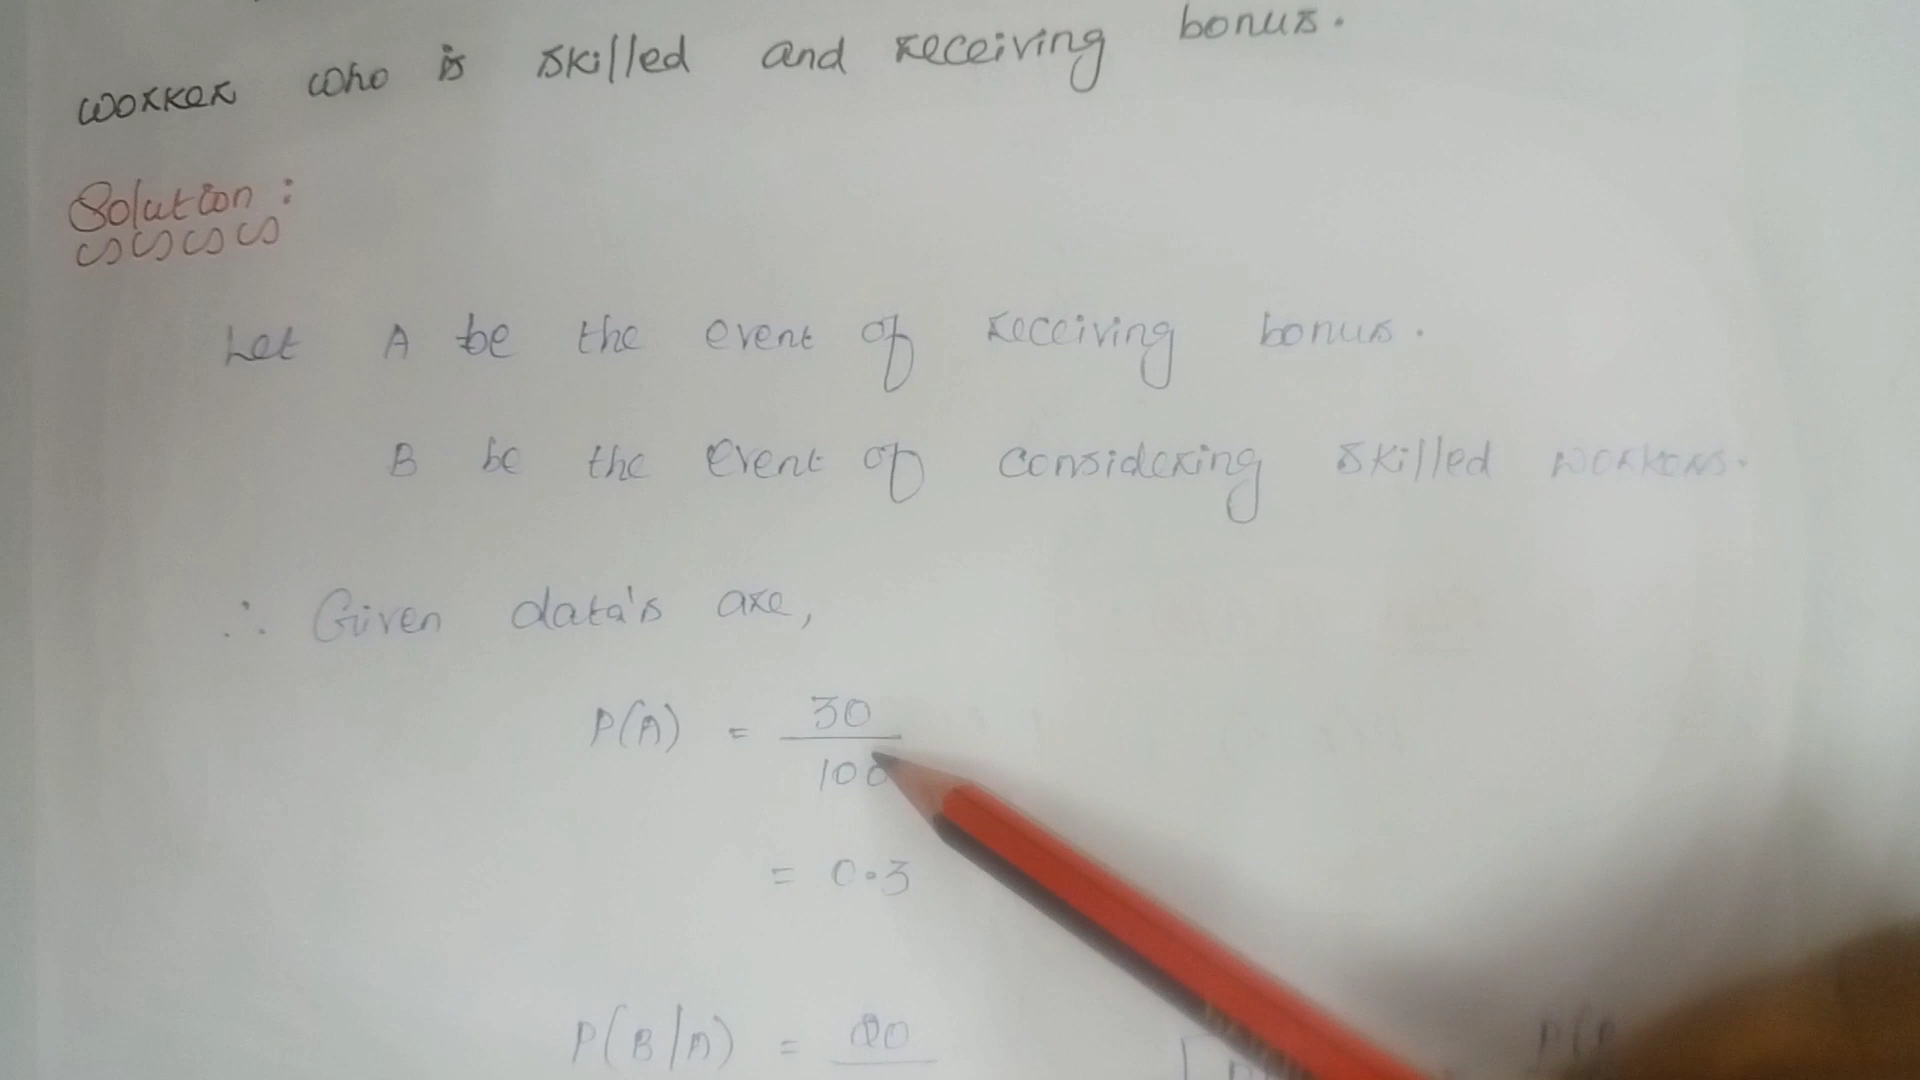 worker who is skilled and receiving bonus.
Solution:
Let A be the event of receiving bonus.
B be the event of considering skilled workers.
∴ Given data's are,
P(A) = 30
100
= 0.3
P(B/A) =